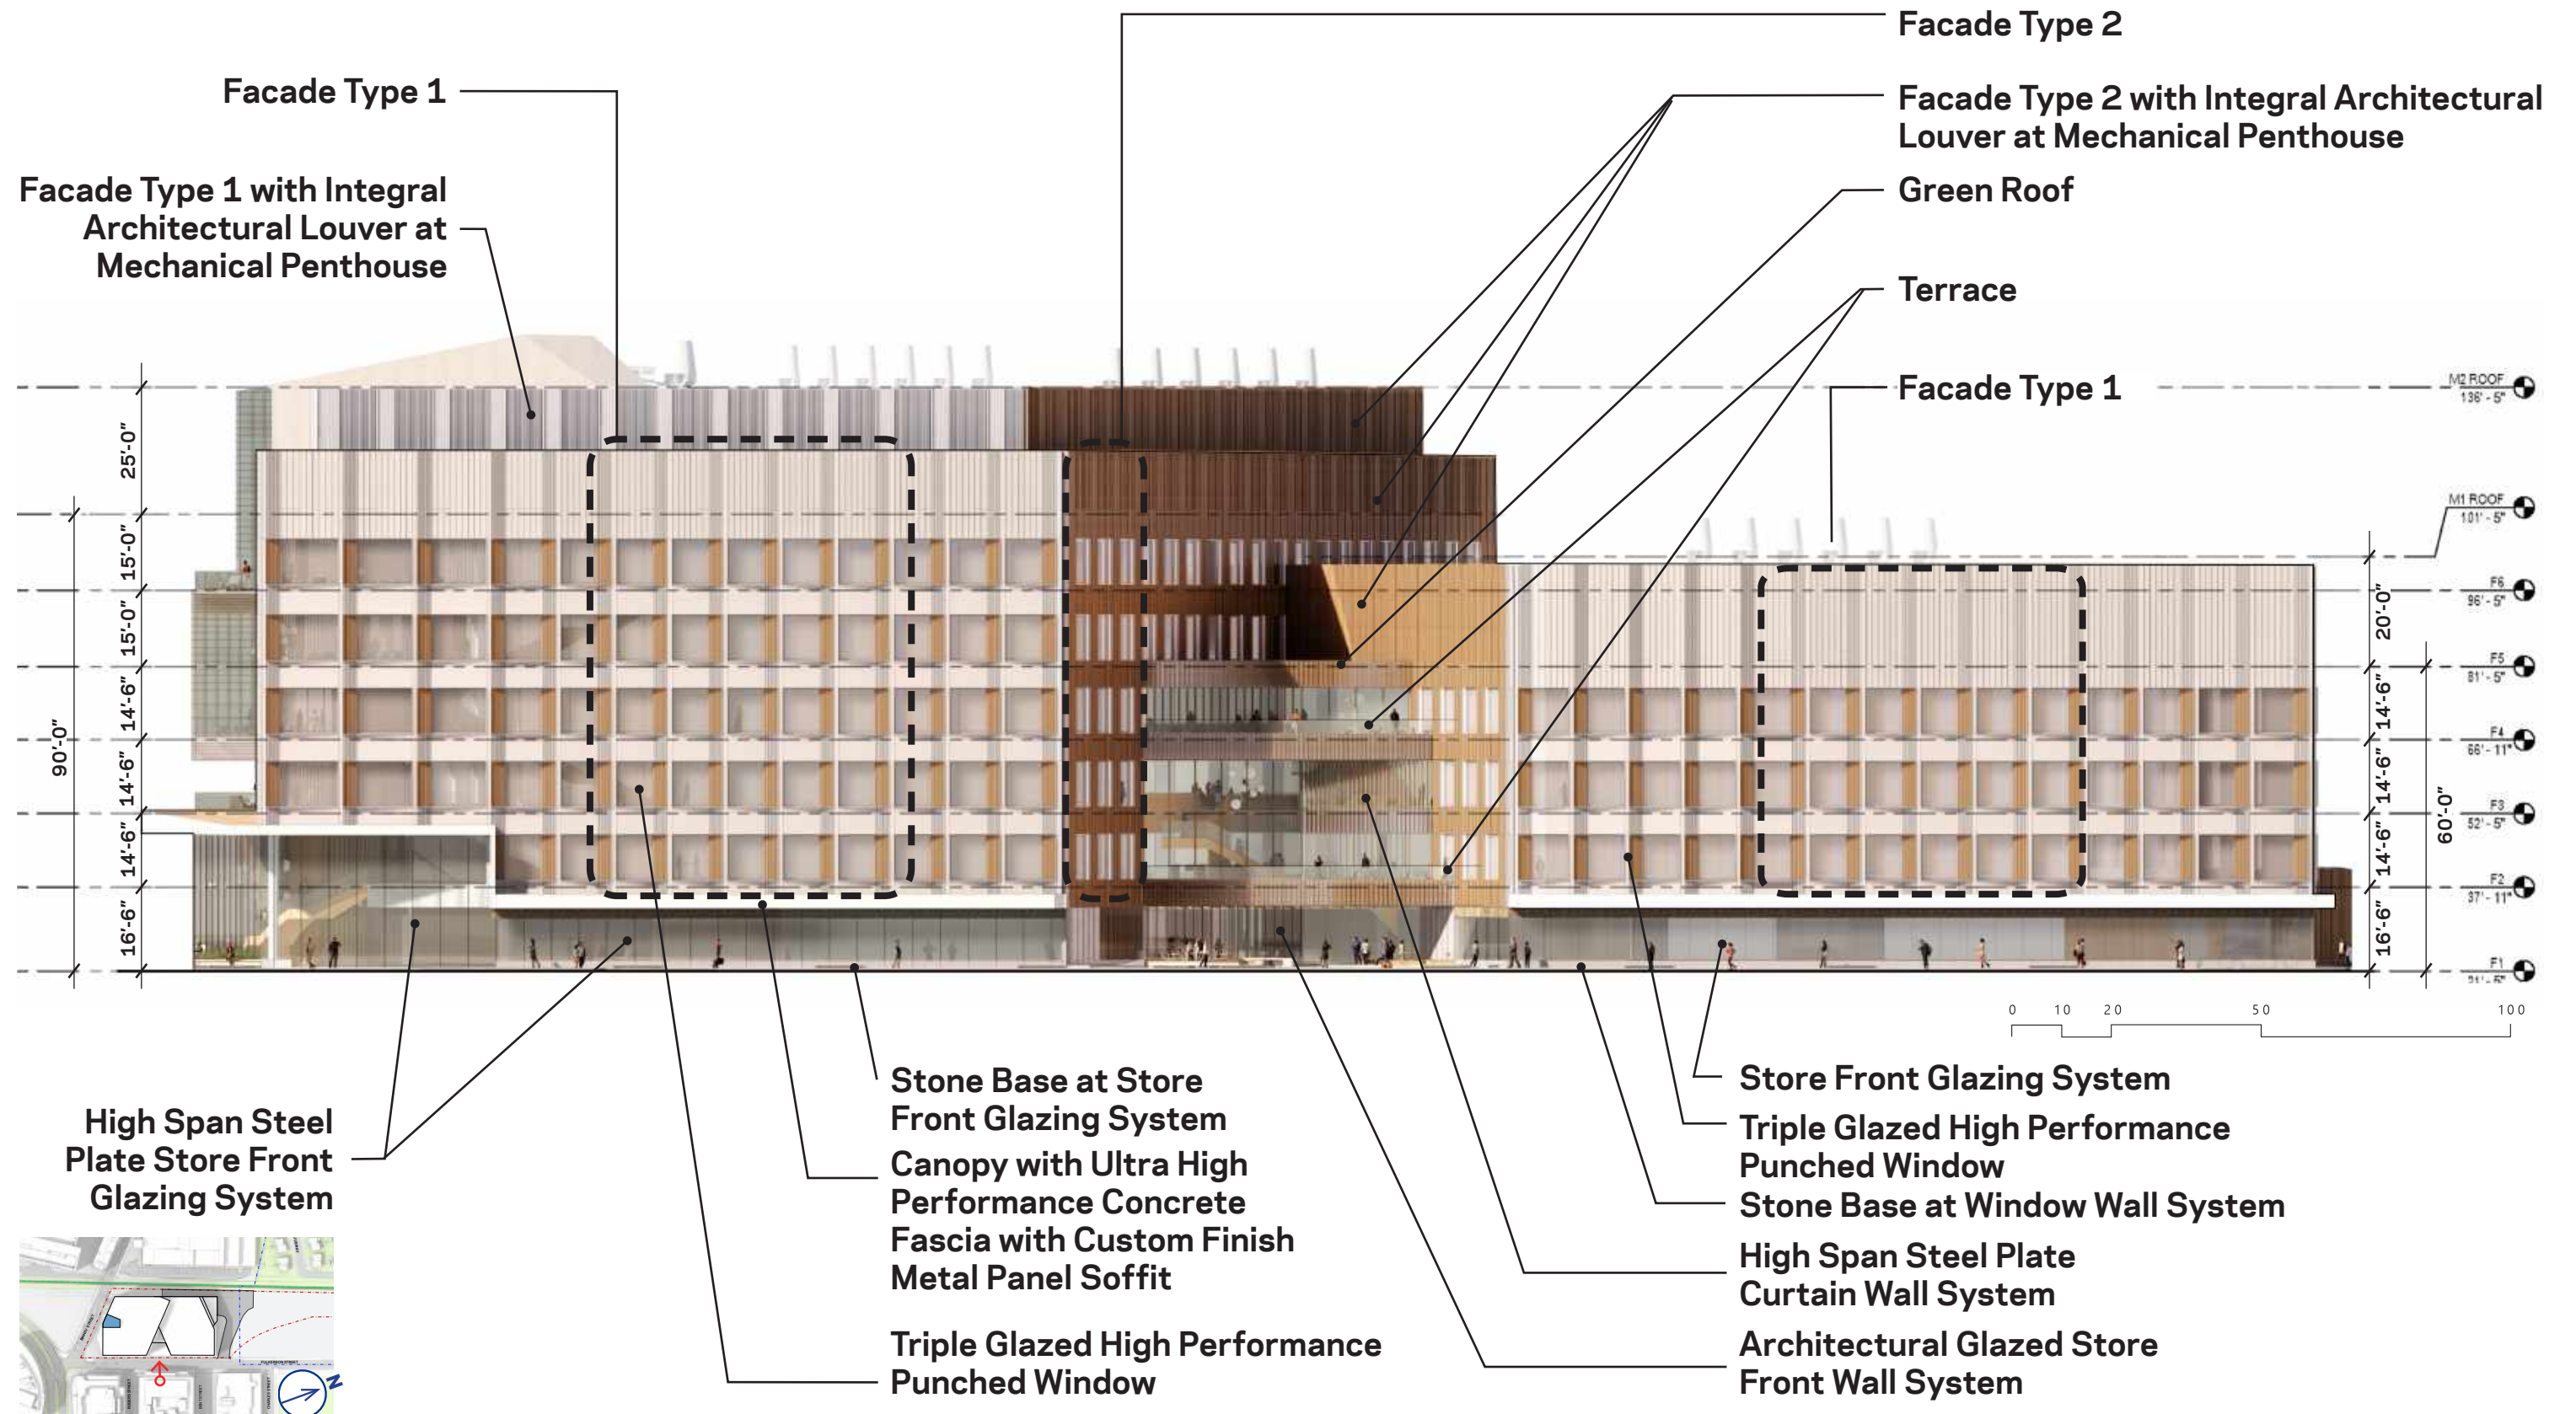 Facade Type 2
Facade Type 1
Facade Type 2 with Integral Architectural
Louver at Mechanical Penthouse
Facade Type 1 with Integral
Architectural Louver at
Mechanical Penthouse
Green Roof
Terrace
Facade Type 1
M2 ROOF
136' - 5"
M1 ROOF
101' - 5"
F6
96' - 5"
F5
81' - 5"
F4
66' - 11"
F3
52' - 5"
F2
37' - 11"
F1
25'-0"
15'-0"
15'-0"
14'-6"
14'-6"
14'-6"
16'-6"
90'-0"
20'-0"
14'-6"
14'-6"
14'-6"
16'-6"
60'-0"
0 10 20 50 100
High Span Steel
Plate Store Front
Glazing System
Stone Base at Store
Front Glazing System
Canopy with Ultra High
Performance Concrete
Fascia with Custom Finish
Metal Panel Soffit
Triple Glazed High Performance
Punched Window
Store Front Glazing System
Triple Glazed High Performance
Punched Window
Stone Base at Window Wall System
High Span Steel Plate
Curtain Wall System
Architectural Glazed Store
Front Wall System
N